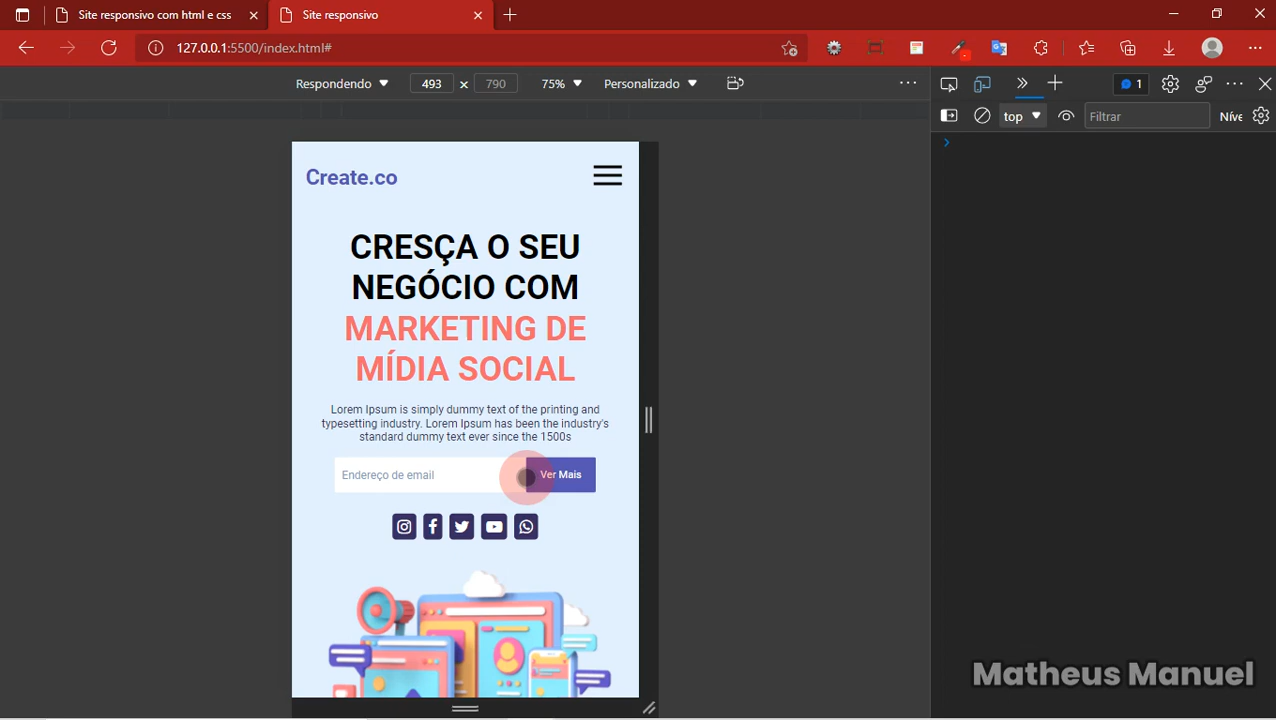 Site responsivo com html e css
Site responsivo
127.0.0.1:5500/index.html#
Respondendo 493 x 790 75% Personalizado
1
top Filtrar Níve
Create.co
CRESÇA O SEU
NEGÓCIO COM
MARKETING DE
MÍDIA SOCIAL
Lorem Ipsum is simply dummy text of the printing and
typesetting industry. Lorem Ipsum has been the industry's
standard dummy text ever since the 1500s
Endereço de email
Ver Mais
Matheus Manuel